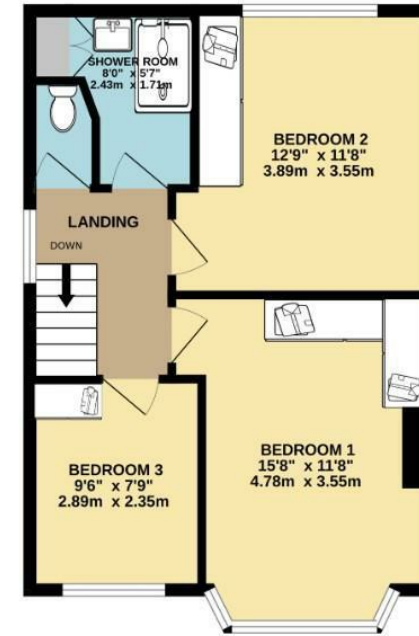 SHOWER ROOM
8'0" x 5'7"
2.43m x 1.71m
BEDROOM 2
12'9" x 11'8"
3.89m x 3.55m
LANDING
DOWN
BEDROOM 1
15'8" x 11'8"
4.78m x 3.55m
BEDROOM 3
9'6" x 7'9"
2.89m x 2.35m